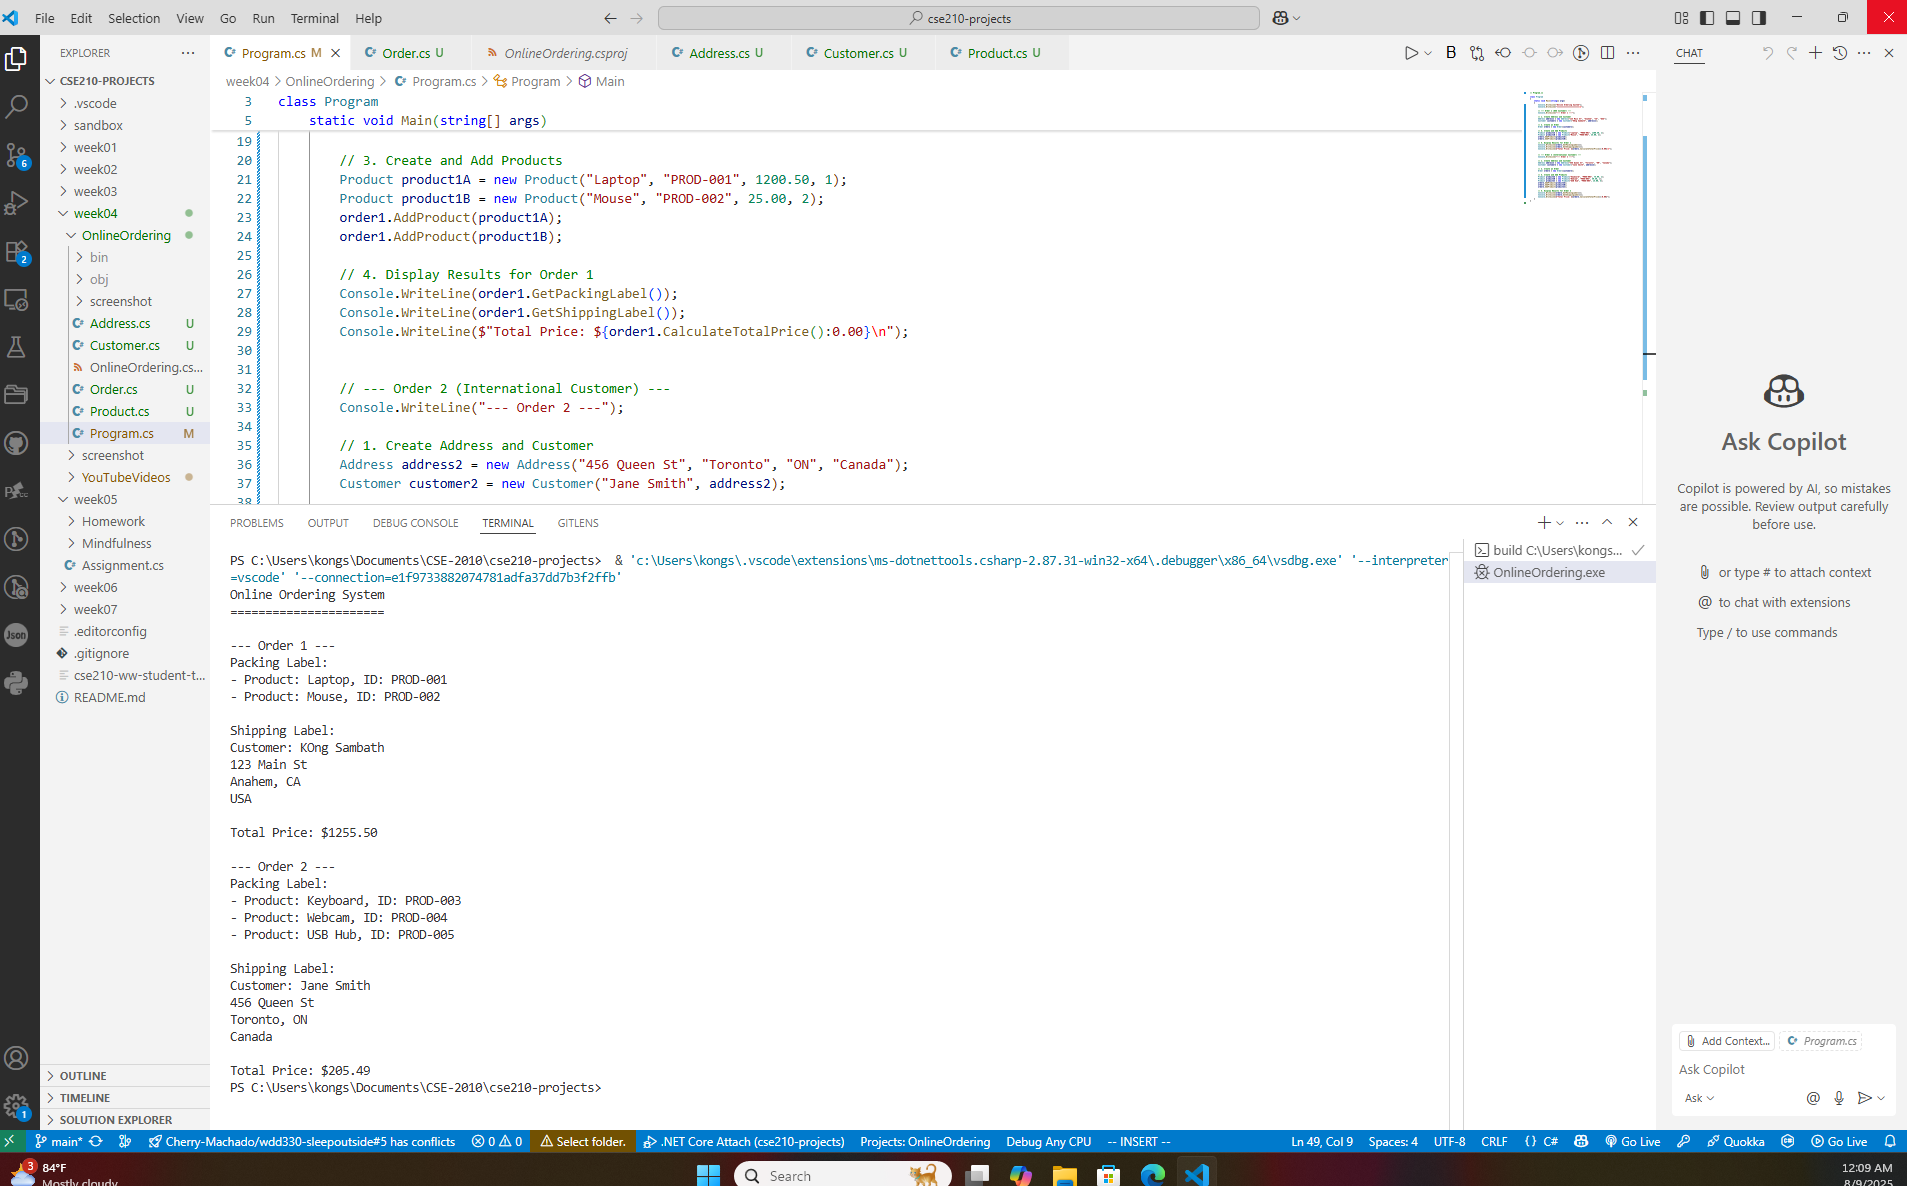 File Edit Selection View Go Run Terminal Help
cse210-projects
EXPLORER
CSE210-PROJECTS
.vscode
sandbox
week01
week02
week03
week04
OnlineOrdering
bin
obj
screenshot
Address.cs U
Customer.cs U
OnlineOrdering.cs...
Order.cs U
Product.cs U
Program.cs M
screenshot
YouTubeVideos
week05
Homework
Mindfulness
Assignment.cs
week06
week07
.editorconfig
.gitignore
cse210-ww-student-t...
README.md
OUTLINE
TIMELINE
SOLUTION EXPLORER
6
2
1
Json
Program.cs M
Order.cs U
OnlineOrdering.csproj
Address.cs U
Customer.cs U
Product.cs U
B
week04 > OnlineOrdering > Program.cs > Program > Main
3 class Program
5 static void Main(string[] args)
19
20 // 3. Create and Add Products
21 Product product1A = new Product("Laptop", "PROD-001", 1200.50, 1);
22 Product product1B = new Product("Mouse", "PROD-002", 25.00, 2);
23 order1.AddProduct(product1A);
24 order1.AddProduct(product1B);
25
26 // 4. Display Results for Order 1
27 Console.WriteLine(order1.GetPackingLabel());
28 Console.WriteLine(order1.GetShippingLabel());
29 Console.WriteLine($"Total Price: ${order1.CalculateTotalPrice():0.00}\n");
30
31
32 // --- Order 2 (International Customer) ---
33 Console.WriteLine("--- Order 2 ---");
34
35 // 1. Create Address and Customer
36 Address address2 = new Address("456 Queen St", "Toronto", "ON", "Canada");
37 Customer customer2 = new Customer("Jane Smith", address2);
38
PROBLEMS OUTPUT DEBUG CONSOLE TERMINAL GITLENS
PS C:\Users\kongs\Documents\CSE-2010\cse210-projects> & 'c:\Users\kongs\.vscode\extensions\ms-dotnettools.csharp-2.87.31-win32-x64\.debugger\x86_64\vsdbg.exe' '--interpreter
=vscode' '--connection=e1f9733882074781adfa37dd7b3f2ffb'
Online Ordering System
======================
--- Order 1 ---
Packing Label:
- Product: Laptop, ID: PROD-001
- Product: Mouse, ID: PROD-002
Shipping Label:
Customer: KOng Sambath
123 Main St
Anahem, CA
USA
Total Price: $1255.50
--- Order 2 ---
Packing Label:
- Product: Keyboard, ID: PROD-003
- Product: Webcam, ID: PROD-004
- Product: USB Hub, ID: PROD-005
Shipping Label:
Customer: Jane Smith
456 Queen St
Toronto, ON
Canada
Total Price: $205.49
PS C:\Users\kongs\Documents\CSE-2010\cse210-projects>
build C:\Users\kongs...
OnlineOrdering.exe
CHAT
Ask Copilot
Copilot is powered by AI, so mistakes
are possible. Review output carefully
before use.
or type # to attach context
@ to chat with extensions
Type / to use commands
Add Context... Program.cs
Ask Copilot
Ask
@
main* Cherry-Machado/wdd330-sleepoutside#5 has conflicts 0 0 Select folder. .NET Core Attach (cse210-projects) Projects: OnlineOrdering Debug Any CPU -- INSERT -- Ln 49, Col 9 Spaces: 4 UTF-8 CRLF {} C# Go Live Quokka Go Live
3
84°F
Mostly cloudy
Search
12:09 AM
8/9/2025